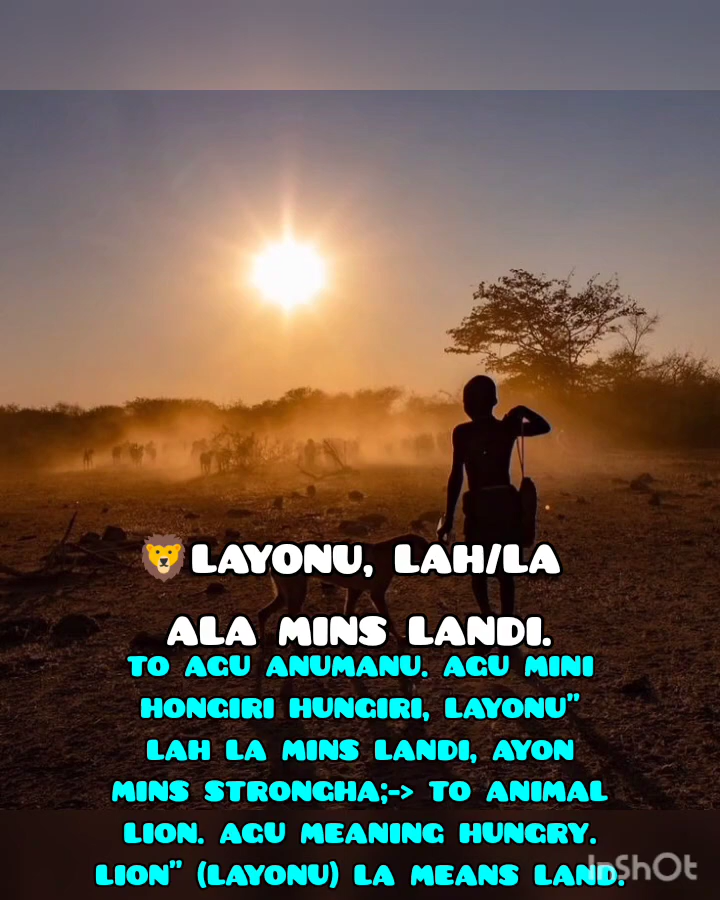 🦁LAYONU, LAH/LA
ALA MINS LANDI.
TO AGU ANUMANU. AGU MINI
HONGIRI HUNGIRI, LAYONU"
LAH LA MINS LANDI, AYON
MINS STRONGHA;-> TO ANIMAL
LION. AGU MEANING HUNGRY.
LION" (LAYONU) LA MEANS LAND.
InShOt